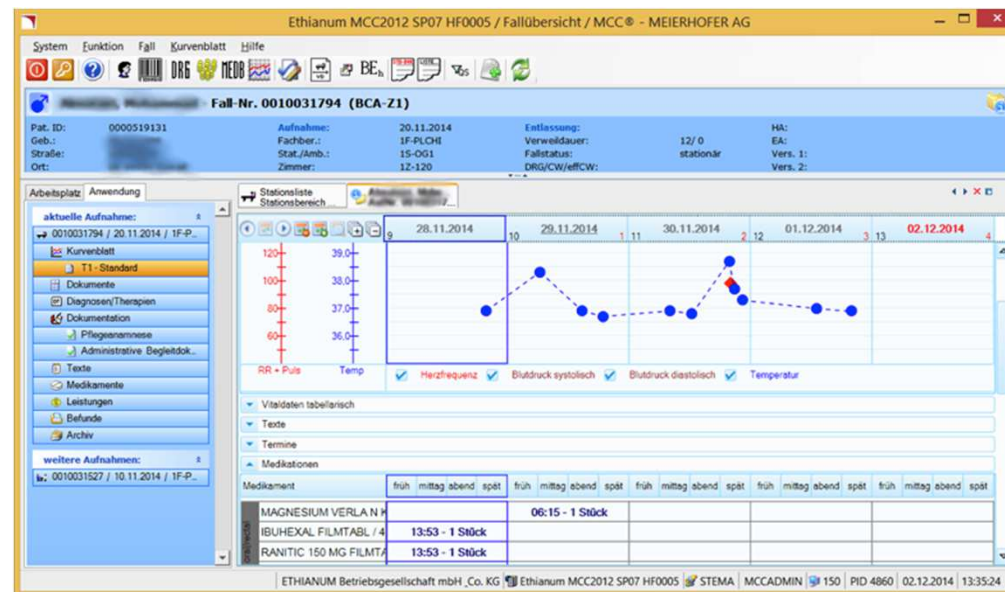 Ethianum MCC2012 SP07 HF0005 / Fallübersicht / MCC® - MEIERHOFER AG
System Funktion Fall Kurvenblatt Hilfe
DRG MEDB BEh
Fall-Nr. 0010031794 (BCA-Z1)
Pat. ID: 0000519131 Aufnahme: 20.11.2014 Entlassung: HA:
Geb.: Fachber.: 1F-PLCHI Verweildauer: 12/ 0 EA:
Straße: Stat./Amb.: 1S-OG1 Fallstatus: stationär Vers. 1:
Ort: Zimmer: 1Z-120 DRG/CW/effCW: Vers. 2:
Arbeitsplatz Anwendung
Stationsliste
Stationsbereich ...
aktuelle Aufnahme:
0010031794 / 20.11.2014 / 1F-P...
Kurvenblatt
T1 - Standard
Dokumente
Diagnosen/Therapien
Dokumentation
Pflegeanamnese
Administrative Begleitdok...
Texte
Medikamente
Leistungen
Befunde
Archiv
weitere Aufnahmen:
0010031527 / 10.11.2014 / 1F-P...
9 28.11.2014 10 29.11.2014 1 11 30.11.2014 2 12 01.12.2014 3 13 02.12.2014 4
120 39,0
100 38,0
80 37,0
60 36,0
RR + Puls Temp Herzfrequenz Blutdruck systolisch Blutdruck diastolisch Temperatur
Vitaldaten tabellarisch
Texte
Termine
Medikationen
Medikament früh mittag abend spät früh mittag abend spät früh mittag abend spät früh mittag abend spät früh mittag abend spät
oral/rectal
MAGNESIUM VERLA N K 06:15 - 1 Stück
IBUHEXAL FILMTABL / 4 13:53 - 1 Stück
RANITIC 150 MG FILMTA 13:53 - 1 Stück
ETHIANUM Betriebsgesellschaft mbH _Co. KG Ethianum MCC2012 SP07 HF0005 STEMA MCCADMIN 150 PID 4860 02.12.2014 13:35:24